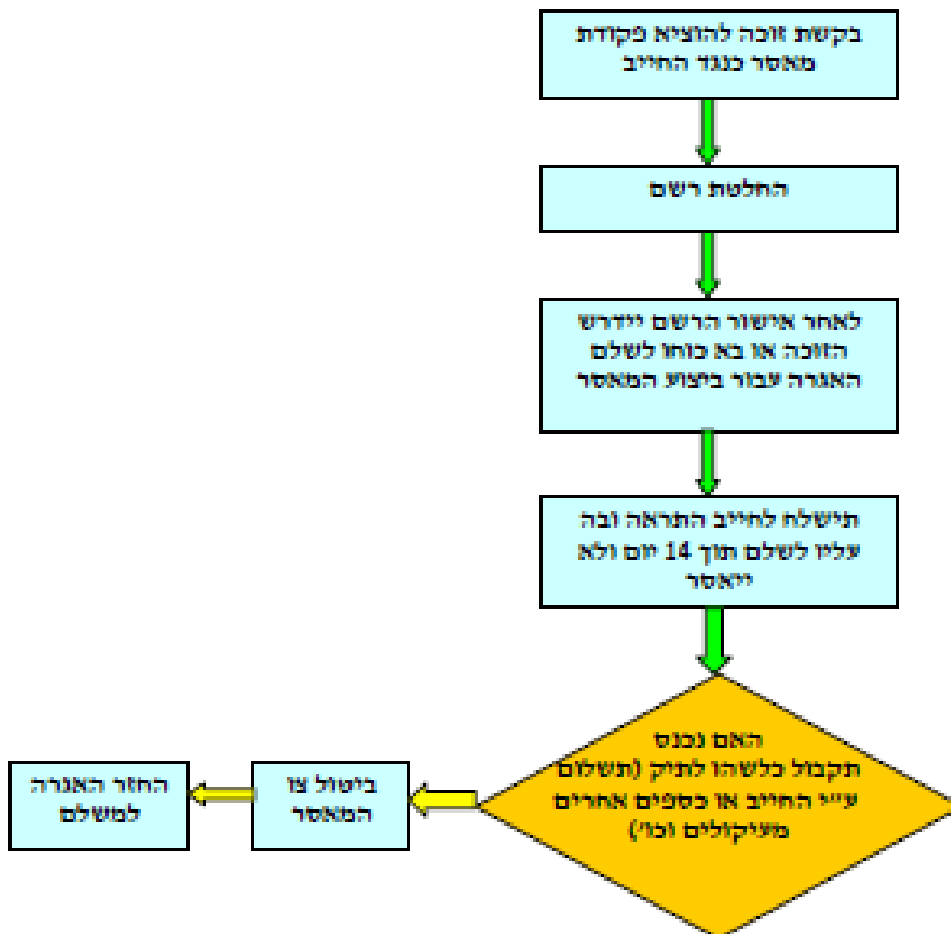 בקשת זוכה להוציא פקודת
מאסר כנגד החייב
החלטת רשם
לאחר אישור הרשם יידרש
הזוכה או בא כוחו לשלם
האגרה עבור ביצוע המאסר
תישלח לחייב התראה ובה
עליו לשלם תוך 14 יום ולא
ייאסר
האם נכנס
תקבול כלשהו לתיק (תשלום
ע"י החייב או כספים אחרים
מעיקולים וכו')
ביטול צו
המאסר
החזר האגרה
למשלם